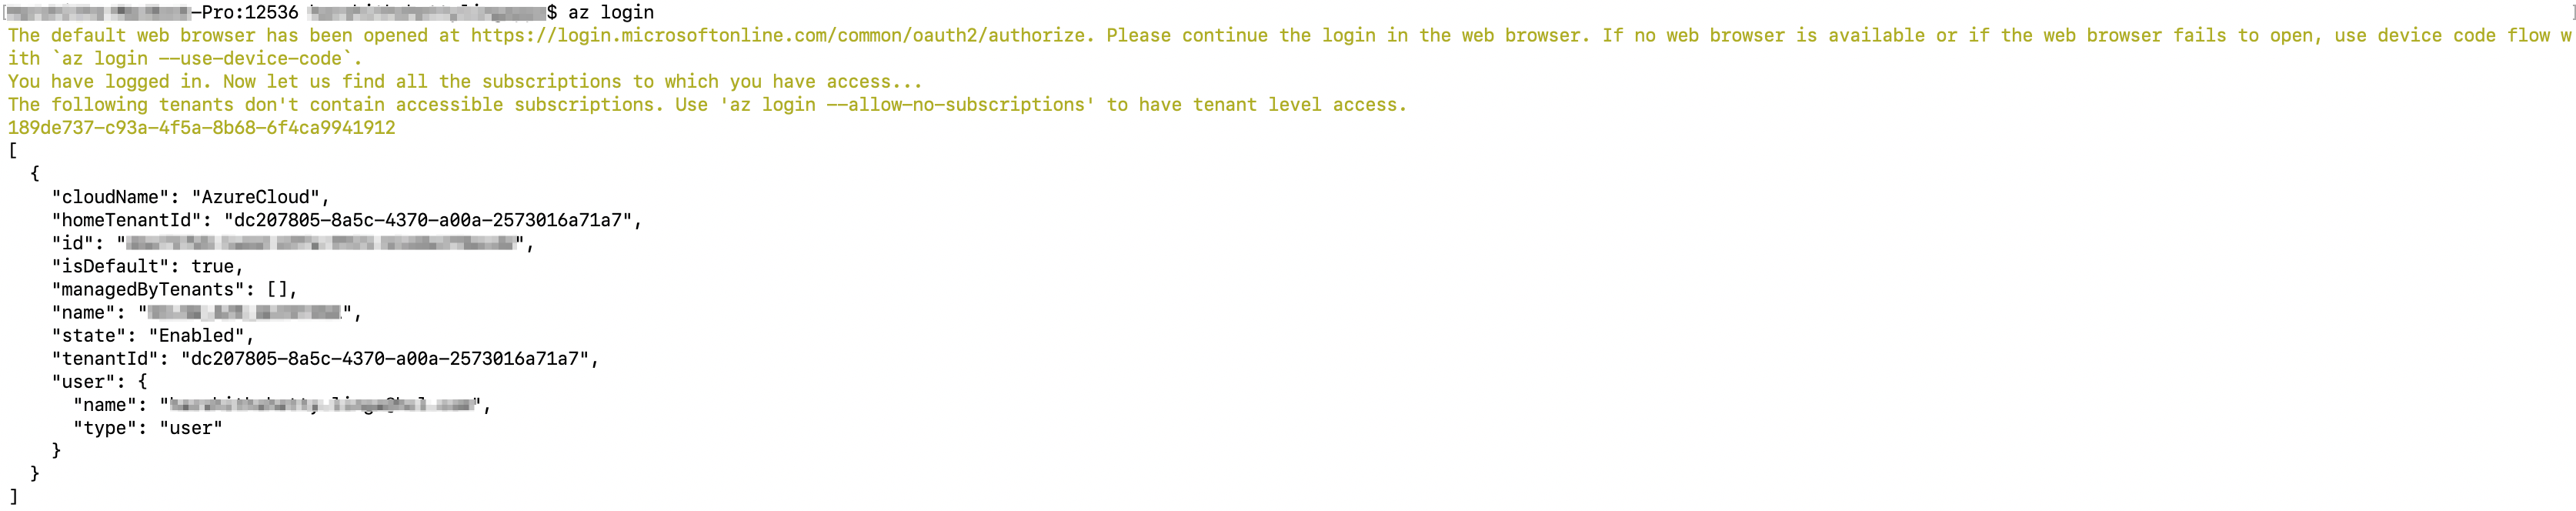 -Pro:12536 $ az login
The default web browser has been opened at https://login.microsoftonline.com/common/oauth2/authorize. Please continue the login in the web browser. If no web browser is available or if the web browser fails to open, use device code flow w
ith `az login --use-device-code`.
You have logged in. Now let us find all the subscriptions to which you have access...
The following tenants don't contain accessible subscriptions. Use 'az login --allow-no-subscriptions' to have tenant level access.
189de737-c93a-4f5a-8b68-6f4ca9941912
[
  {
    "cloudName": "AzureCloud",
    "homeTenantId": "dc207805-8a5c-4370-a00a-2573016a71a7",
    "id": "",
    "isDefault": true,
    "managedByTenants": [],
    "name": "",
    "state": "Enabled",
    "tenantId": "dc207805-8a5c-4370-a00a-2573016a71a7",
    "user": {
      "name": "",
      "type": "user"
    }
  }
]